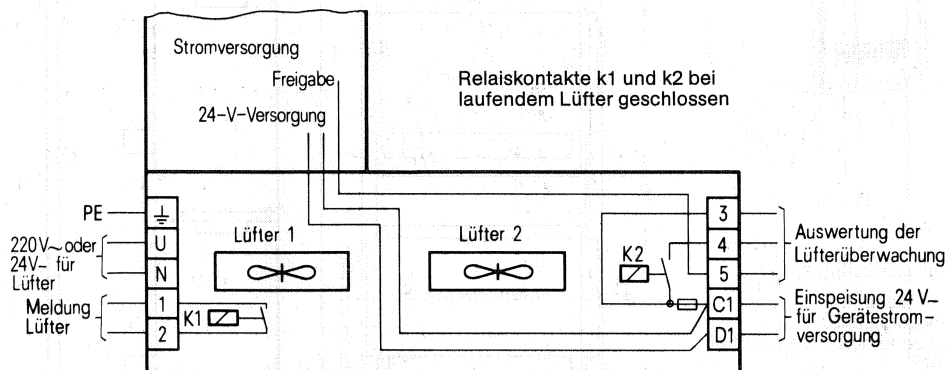 Stromversorgung
Freigabe
24-V-Versorgung
Relaiskontakte k1 und k2 bei
laufendem Lüfter geschlossen
PE
U
N
1
2
220V~ oder
24V– für
Lüfter
Meldung
Lüfter
Lüfter 1
K1
Lüfter 2
K2
3
4
5
C1
D1
Auswertung der
Lüfterüberwachung
Einspeisung 24 V–
für Gerätestrom–
versorgung